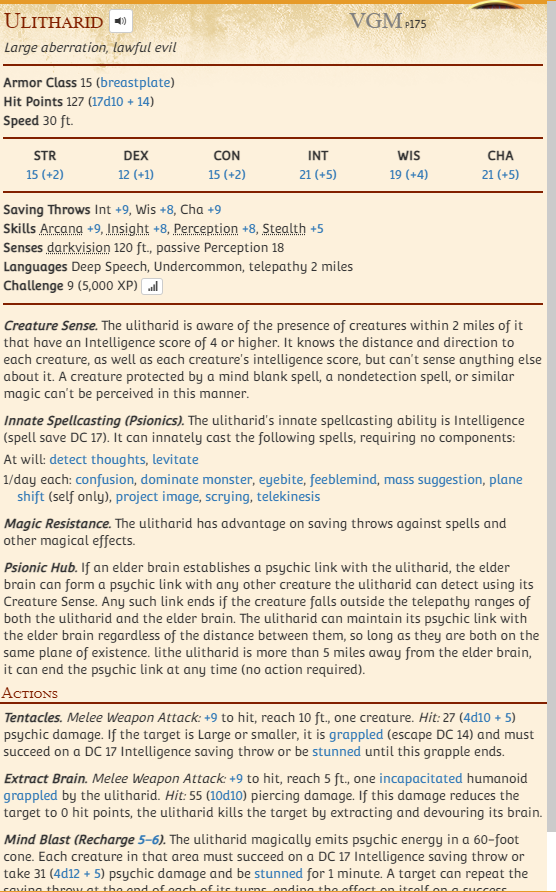 Ulitharid VGM P175
Large aberration, lawful evil
Armor Class 15 (breastplate)
Hit Points 127 (17d10 + 14)
Speed 30 ft.
STR DEX CON INT WIS CHA
15 (+2) 12 (+1) 15 (+2) 21 (+5) 19 (+4) 21 (+5)
Saving Throws Int +9, Wis +8, Cha +9
Skills Arcana +9, Insight +8, Perception +8, Stealth +5
Senses darkvision 120 ft., passive Perception 18
Languages Deep Speech, Undercommon, telepathy 2 miles
Challenge 9 (5,000 XP)
Creature Sense. The ulitharid is aware of the presence of creatures within 2 miles of it
that have an Intelligence score of 4 or higher. It knows the distance and direction to
each creature, as well as each creature's intelligence score, but can't sense anything else
about it. A creature protected by a mind blank spell, a nondetection spell, or similar
magic can't be perceived in this manner.
Innate Spellcasting (Psionics). The ulitharid's innate spellcasting ability is Intelligence
(spell save DC 17). It can innately cast the following spells, requiring no components:
At will: detect thoughts, levitate
1/day each: confusion, dominate monster, eyebite, feeblemind, mass suggestion, plane
shift (self only), project image, scrying, telekinesis
Magic Resistance. The ulitharid has advantage on saving throws against spells and
other magical effects.
Psionic Hub. If an elder brain establishes a psychic link with the ulitharid, the elder
brain can form a psychic link with any other creature the ulitharid can detect using its
Creature Sense. Any such link ends if the creature falls outside the telepathy ranges of
both the ulitharid and the elder brain. The ulitharid can maintain its psychic link with
the elder brain regardless of the distance between them, so long as they are both on the
same plane of existence. lithe ulitharid is more than 5 miles away from the elder brain,
it can end the psychic link at any time (no action required).
Actions
Tentacles. Melee Weapon Attack: +9 to hit, reach 10 ft., one creature. Hit: 27 (4d10 + 5)
psychic damage. If the target is Large or smaller, it is grappled (escape DC 14) and must
succeed on a DC 17 Intelligence saving throw or be stunned until this grapple ends.
Extract Brain. Melee Weapon Attack: +9 to hit, reach 5 ft., one incapacitated humanoid
grappled by the ulitharid. Hit: 55 (10d10) piercing damage. If this damage reduces the
target to 0 hit points, the ulitharid kills the target by extracting and devouring its brain.
Mind Blast (Recharge 5–6). The ulitharid magically emits psychic energy in a 60-foot
cone. Each creature in that area must succeed on a DC 17 Intelligence saving throw or
take 31 (4d12 + 5) psychic damage and be stunned for 1 minute. A target can repeat the
saving throw at the end of each of its turns, ending the effect on itself on a success.